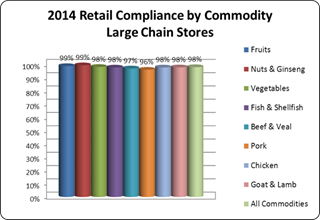 2014 Retail Compliance by Commodity
Large Chain Stores
99% 99% 98% 98% 97% 96% 98% 98% 98%
100%
90%
80%
70%
60%
50%
40%
30%
20%
10%
0%
Fruits
Nuts & Ginseng
Vegetables
Fish & Shellfish
Beef & Veal
Pork
Chicken
Goat & Lamb
All Commodities